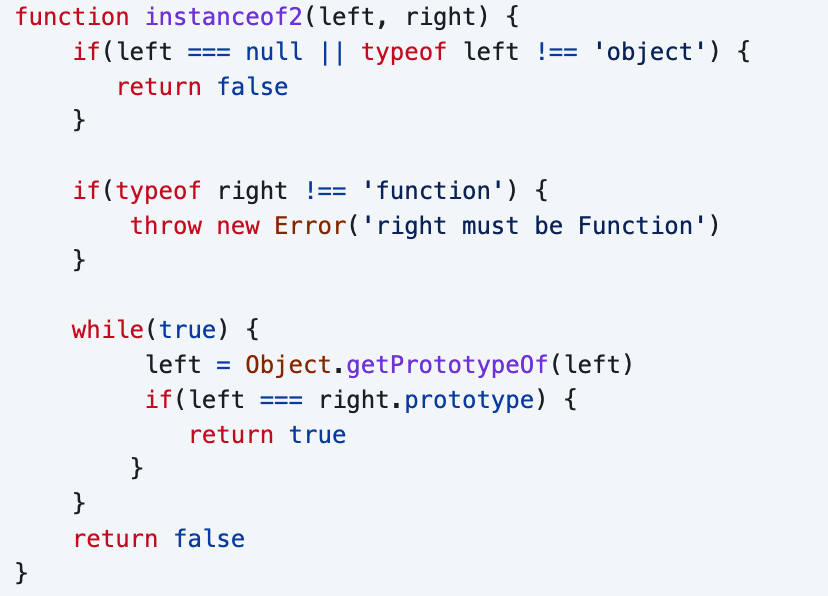 function instanceof2(left, right) {
    if(left === null || typeof left !== 'object') {
       return false
    }

    if(typeof right !== 'function') {
        throw new Error('right must be Function')
    }

    while(true) {
         left = Object.getPrototypeOf(left)
         if(left === right.prototype) {
            return true
        }
    }
    return false
}